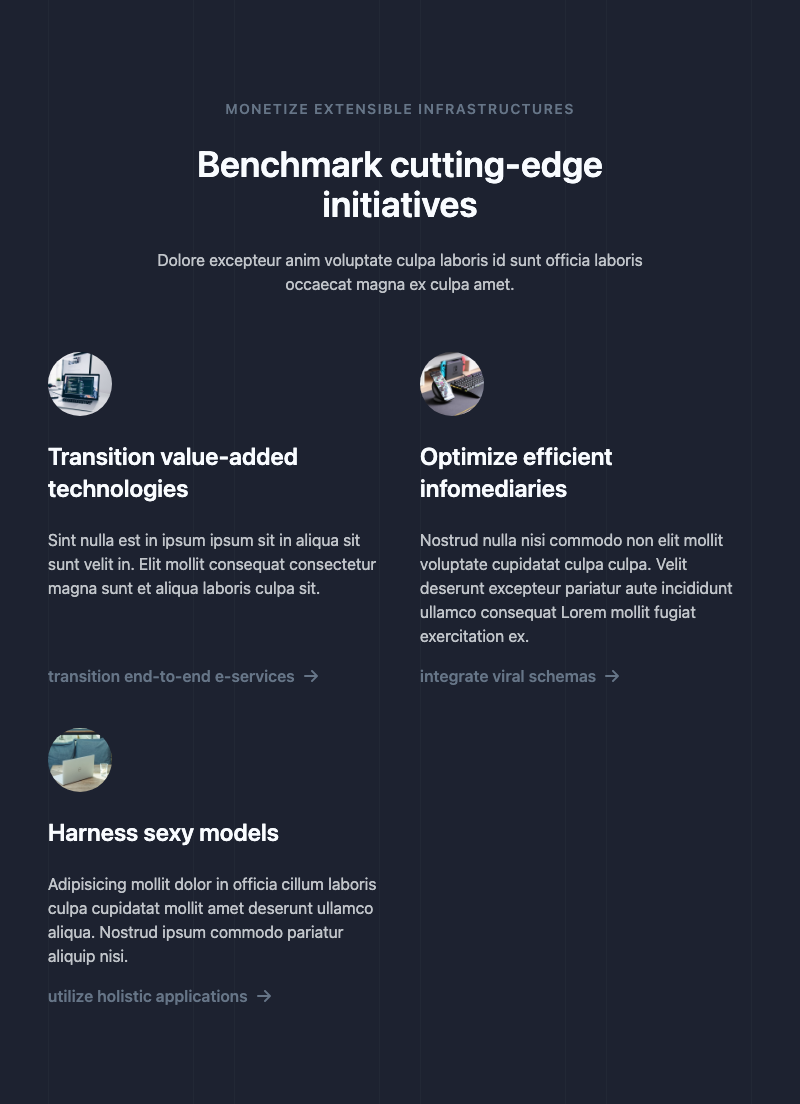 MONETIZE EXTENSIBLE INFRASTRUCTURES
Benchmark cutting-edge
initiatives
Dolore excepteur anim voluptate culpa laboris id sunt officia laboris
occaecat magna ex culpa amet.
Transition value-added
technologies
Sint nulla est in ipsum ipsum sit in aliqua sit
sunt velit in. Elit mollit consequat consectetur
magna sunt et aliqua laboris culpa sit.
transition end-to-end e-services →
Optimize efficient
infomediaries
Nostrud nulla nisi commodo non elit mollit
voluptate cupidatat culpa culpa. Velit
deserunt excepteur pariatur aute incididunt
ullamco consequat Lorem mollit fugiat
exercitation ex.
integrate viral schemas →
Harness sexy models
Adipisicing mollit dolor in officia cillum laboris
culpa cupidatat mollit amet deserunt ullamco
aliqua. Nostrud ipsum commodo pariatur
aliquip nisi.
utilize holistic applications →